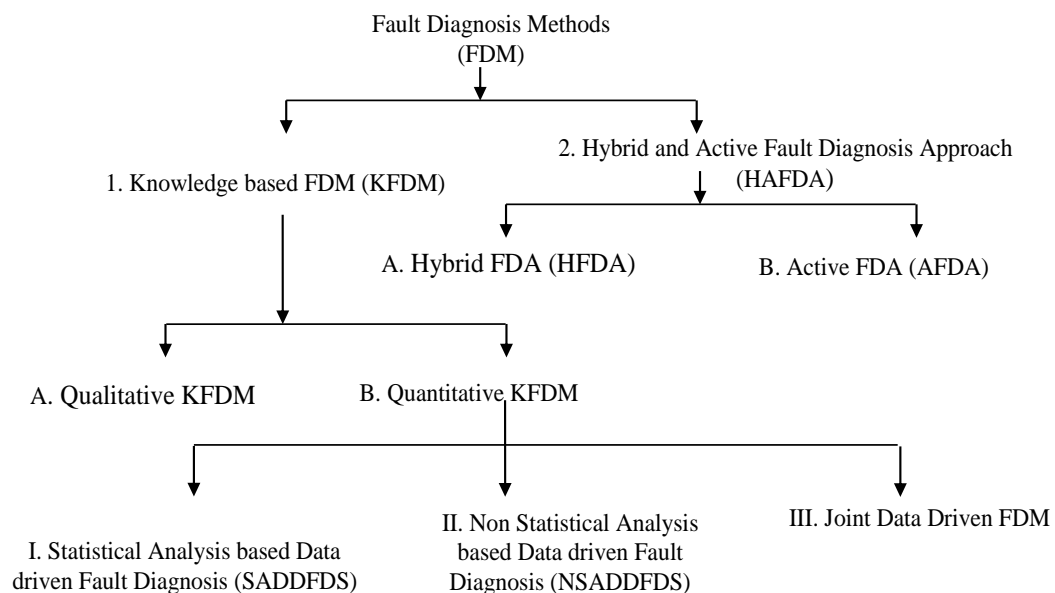 Fault Diagnosis Methods
(FDM)
2. Hybrid and Active Fault Diagnosis Approach
(HAFDA)
1. Knowledge based FDM (KFDM)
A. Hybrid FDA (HFDA)
B. Active FDA (AFDA)
A. Qualitative KFDM
B. Quantitative KFDM
I. Statistical Analysis based Data
driven Fault Diagnosis (SADDFDS)
II. Non Statistical Analysis
based Data driven Fault
Diagnosis (NSADDFDS)
III. Joint Data Driven FDM